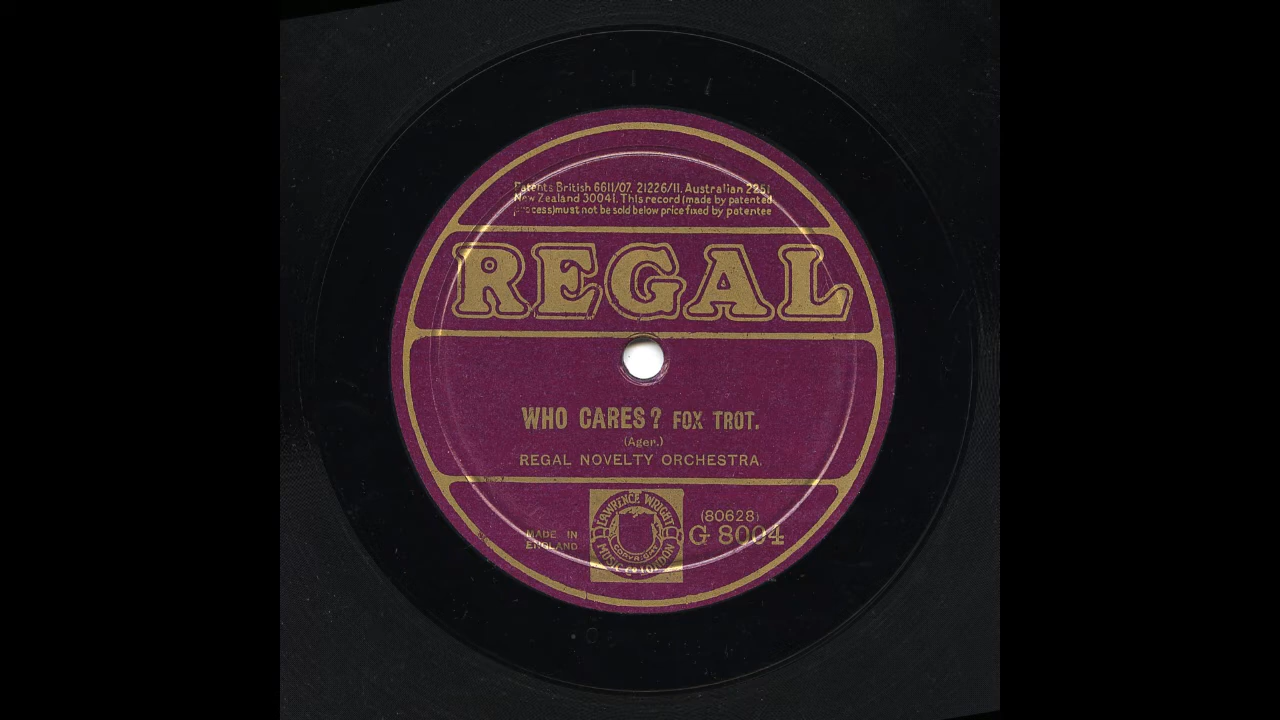 Patents British 6611/07. 21226/11. Australian 2251
New Zealand 30041. This record (made by patented
process) must not be sold below price fixed by patentee
REGAL
WHO CARES? FOX TROT.
(Ager.)
REGAL NOVELTY ORCHESTRA.
LAWRENCE WRIGHT
COPYRIGHT
MUSIC CO LONDON
MADE IN
ENGLAND
(80628)
G 8004